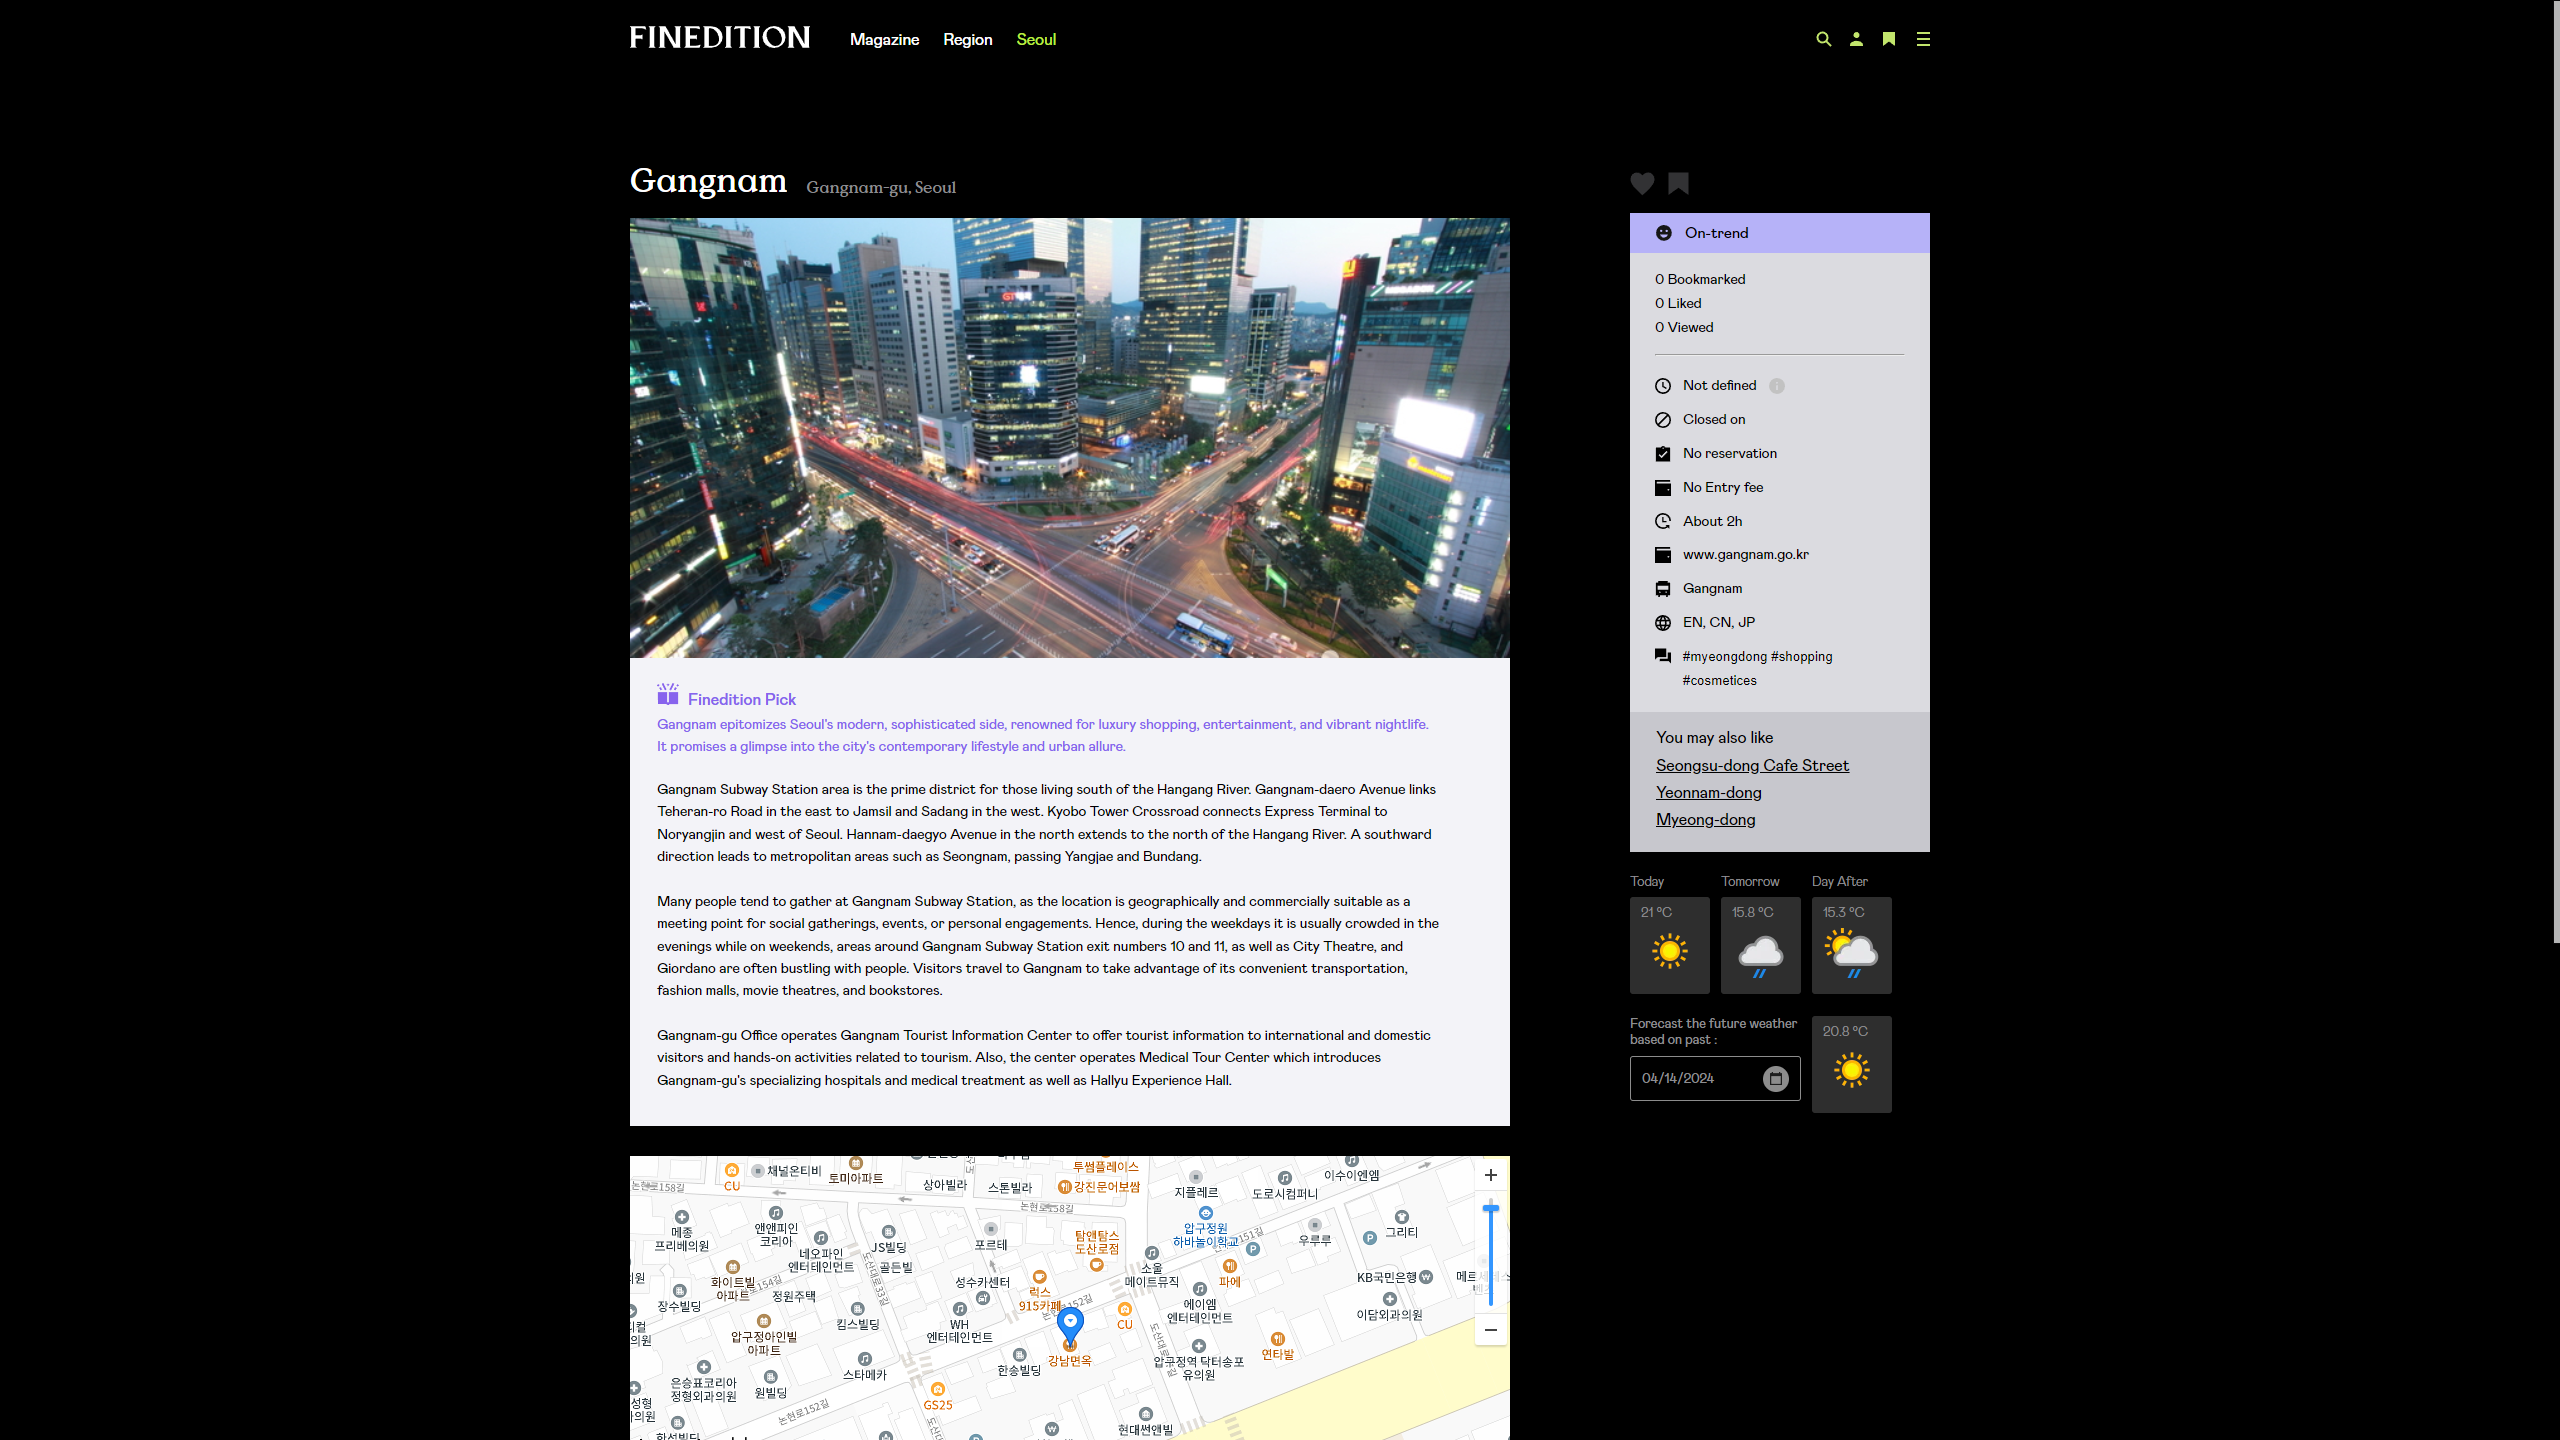 FINEDITION
Magazine Region Seoul
Gangnam Gangnam-gu, Seoul
Finedition Pick
Gangnam epitomizes Seoul's modern, sophisticated side, renowned for luxury shopping, entertainment, and vibrant nightlife.
It promises a glimpse into the city's contemporary lifestyle and urban allure.
Gangnam Subway Station area is the prime district for those living south of the Hangang River. Gangnam-daero Avenue links
Teheran-ro Road in the east to Jamsil and Sadang in the west. Kyobo Tower Crossroad connects Express Terminal to
Noryangjin and west of Seoul. Hannam-daegyo Avenue in the north extends to the north of the Hangang River. A southward
direction leads to metropolitan areas such as Seongnam, passing Yangjae and Bundang.
Many people tend to gather at Gangnam Subway Station, as the location is geographically and commercially suitable as a
meeting point for social gatherings, events, or personal engagements. Hence, during the weekdays it is usually crowded in the
evenings while on weekends, areas around Gangnam Subway Station exit numbers 10 and 11, as well as City Theatre, and
Giordano are often bustling with people. Visitors travel to Gangnam to take advantage of its convenient transportation,
fashion malls, movie theatres, and bookstores.
Gangnam-gu Office operates Gangnam Tourist Information Center to offer tourist information to international and domestic
visitors and hands-on activities related to tourism. Also, the center operates Medical Tour Center which introduces
Gangnam-gu's specializing hospitals and medical treatment as well as Hallyu Experience Hall.
On-trend
0 Bookmarked
0 Liked
0 Viewed
Not defined
Closed on
No reservation
No Entry fee
About 2h
www.gangnam.go.kr
Gangnam
EN, CN, JP
#myeongdong #shopping
#cosmetices
You may also like
Seongsu-dong Cafe Street
Yeonnam-dong
Myeong-dong
Today Tomorrow Day After
21 ºC 15.8 ºC 15.3 ºC
Forecast the future weather
based on past :
20.8 ºC
04/14/2024
투썸플레이스
채널온티비
토미아파트
CU
상아빌라
스톤빌라
강진문어보쌈
지플레르
도로시컴퍼니
이수이엔엠
논현로158길
논현로158길
메종
프리베의원
앤앤피인
코리아
네오파인
엔터테인먼트
JS빌딩
골든빌
포르테
탐앤탐스
도산로점
압구정원
하바놀이학교
우루루
P
P
그리티
소울
메이트뮤직
파에
화이트빌
아파트
정원주택
장수빌딩
성수카센터
럭스
915카페
KB국민은행
에이엠
엔터테인먼트
이담외과의원
도산대로33길
압구정아인빌
아파트
킴스빌딩
WH
엔터테인먼트
CU
한송빌딩
강남면옥
압구정역 닥터송포
유의원
연타발
은승표코리아
정형외과의원
원빌딩
스타메카
GS25
논현로152길
현대썬앤빌